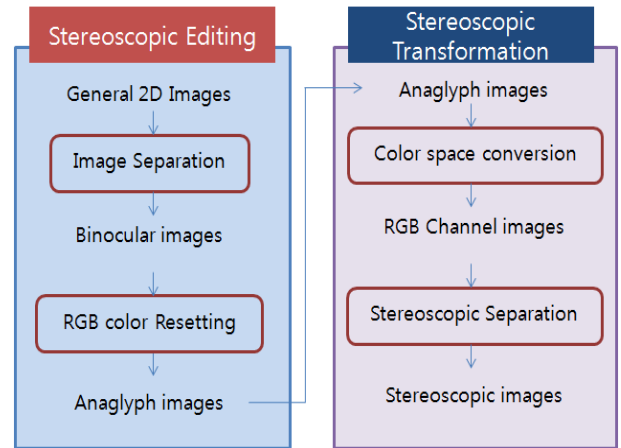 Stereoscopic Editing
General 2D Images
Image Separation
Binocular images
RGB color Resetting
Anaglyph images
Stereoscopic
Transformation
Anaglyph images
Color space conversion
RGB Channel images
Stereoscopic Separation
Stereoscopic images